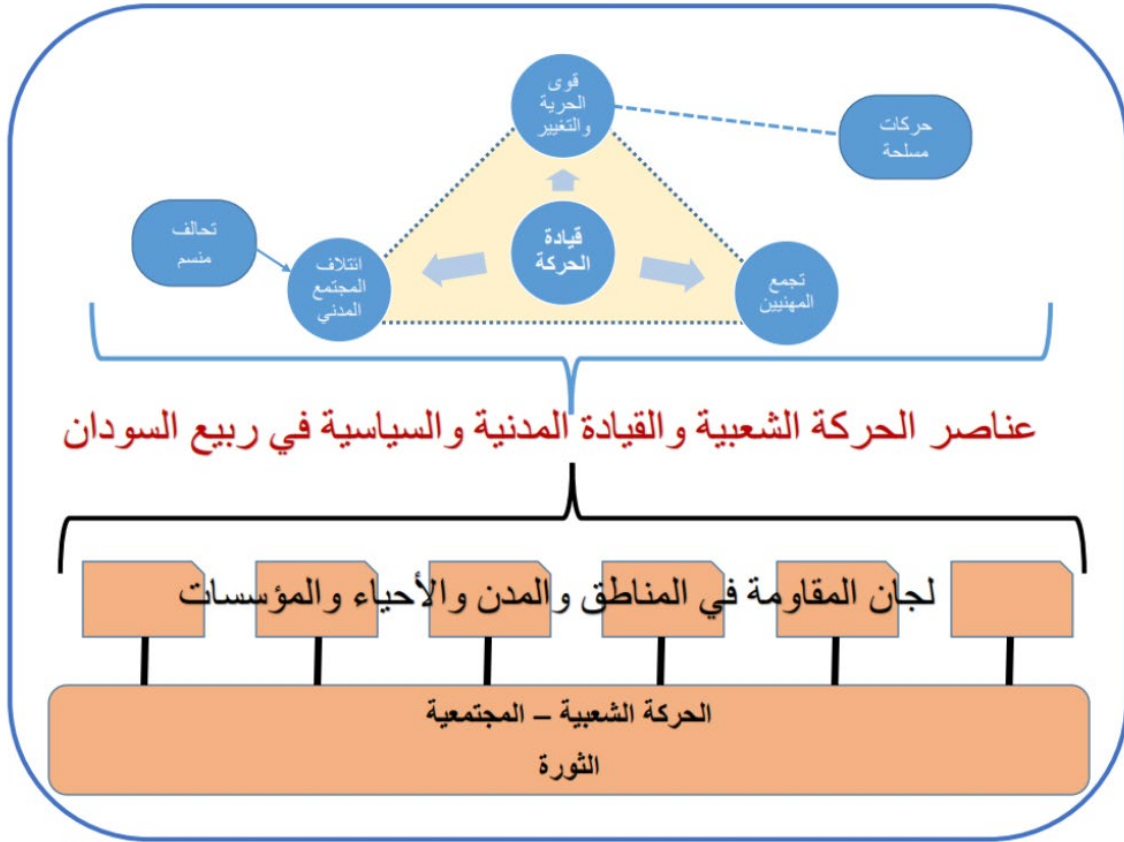 قوى
الحرية
والتغيير
حركات
مسلحة
قيادة
الحركة
تحالف
منسم
ائتلاف
المجتمع
المدني
تجمع
المهنيين
عناصر الحركة الشعبية والقيادة المدنية والسياسية في ربيع السودان
لجان المقاومة في المناطق والمدن والأحياء والمؤسسات
الحركة الشعبية – المجتمعية
الثورة